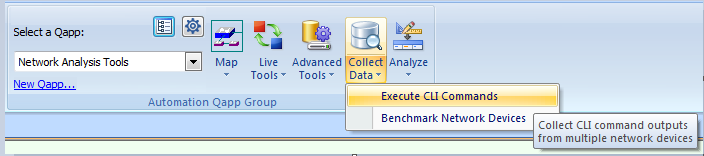 Select a Qapp:
Network Analysis Tools
New Qapp...
Map
Live Tools
Advanced Tools
Collect Data
Analyze
Automation Qapp Group
Execute CLI Commands
Benchmark Network Devices
Collect CLI command outputs
from multiple network devices